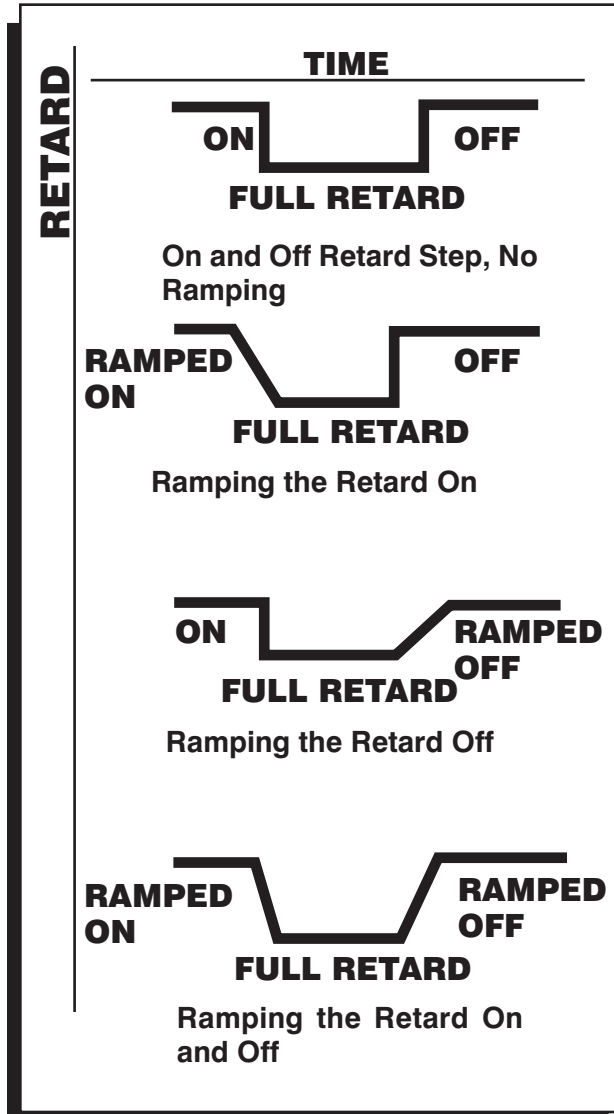 TIME
RETARD
ON
OFF
FULL RETARD
On and Off Retard Step, No
Ramping
RAMPED
ON
OFF
FULL RETARD
Ramping the Retard On
ON
RAMPED
OFF
FULL RETARD
Ramping the Retard Off
RAMPED
ON
RAMPED
OFF
FULL RETARD
Ramping the Retard On
and Off